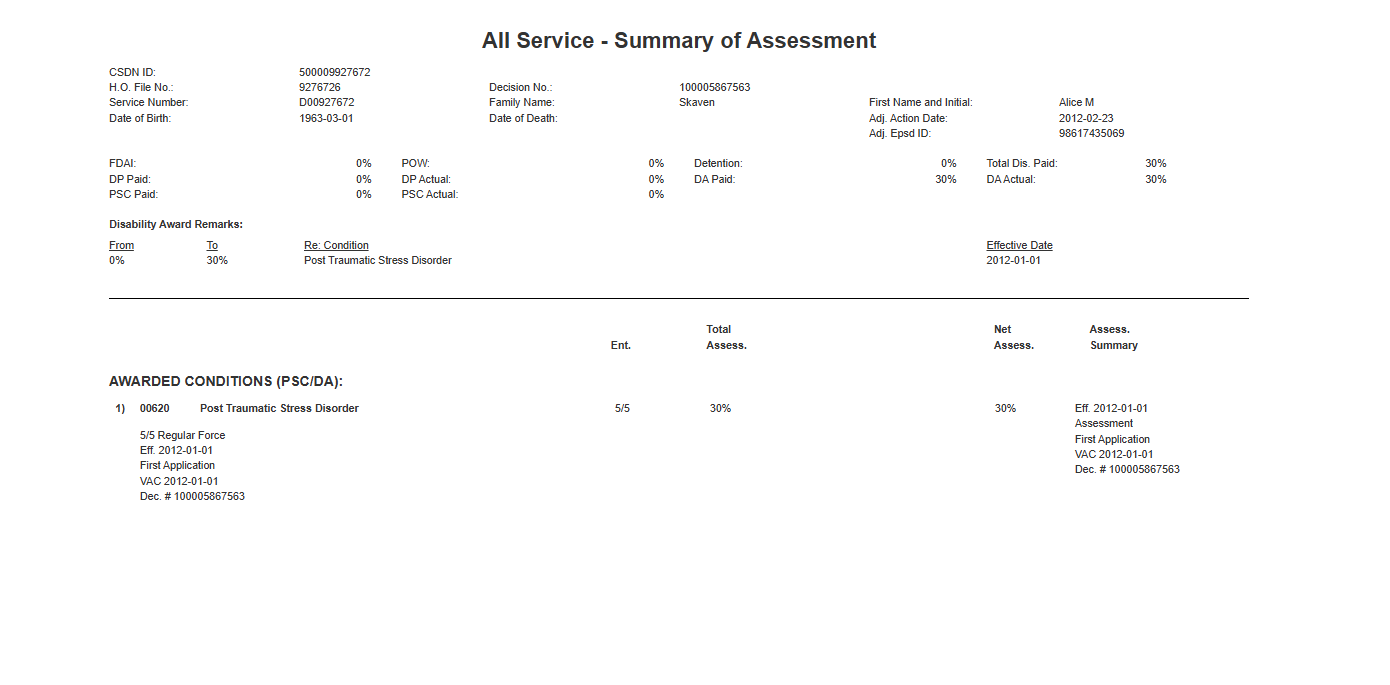 All Service - Summary of Assessment
CSDN ID: 500009927672
H.O. File No.: 9276726 Decision No.: 100005867563
Service Number: D00927672 Family Name: Skaven First Name and Initial: Alice M
Date of Birth: 1963-03-01 Date of Death: Adj. Action Date: 2012-02-23
Adj. Epsd ID: 98617435069
FDAI: 0% POW: 0% Detention: 0% Total Dis. Paid: 30%
DP Paid: 0% DP Actual: 0% DA Paid: 30% DA Actual: 30%
PSC Paid: 0% PSC Actual: 0%
Disability Award Remarks:
From To Re: Condition Effective Date
0% 30% Post Traumatic Stress Disorder 2012-01-01
Total Net Assess.
Ent. Assess. Assess. Summary
AWARDED CONDITIONS (PSC/DA):
1) 00620 Post Traumatic Stress Disorder 5/5 30% 30% Eff. 2012-01-01
Assessment
5/5 Regular Force First Application
Eff. 2012-01-01 VAC 2012-01-01
First Application Dec. # 100005867563
VAC 2012-01-01
Dec. # 100005867563